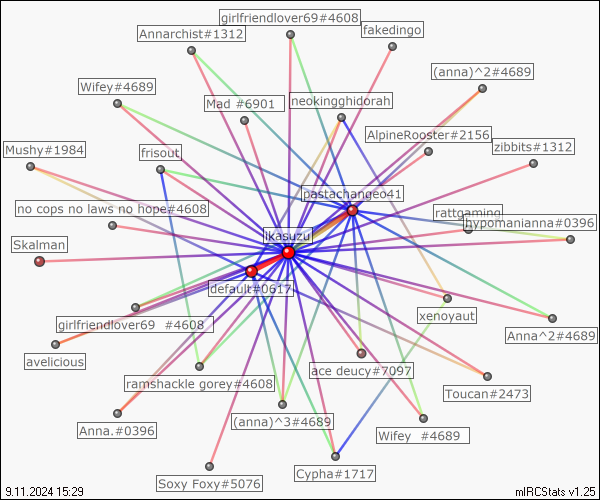 girlfriendlover69#4608
Annarchist#1312
fakedingo
(anna)^2#4689
Wifey#4689
Mad #6901
neokingghidorah
AlpineRooster#2156
zibbits#1312
Mushy#1984
frisout
pastachangeo41
no cops no laws no hope#4608
rattgaming
hypomanianna#0396
ikasuzu
Skalman
default#0617
xenoyaut
girlfriendlover69 #4608
Anna^2#4689
avelicious
ace deucy#7097
ramshackle gorey#4608
Toucan#2473
Anna.#0396
(anna)^3#4689
Wifey #4689
Soxy Foxy#5076
Cypha#1717
9.11.2024 15:29
mIRCStats v1.25